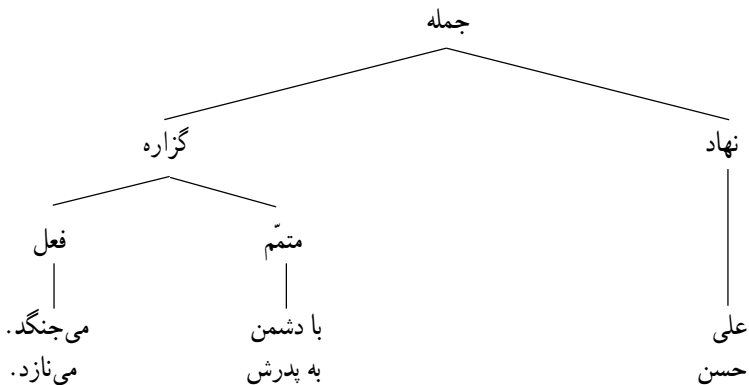 جمله
نهاد گزاره
متمّم فعل
علی با دشمن می‌جنگد.
حسن به پدرش می‌نازد.